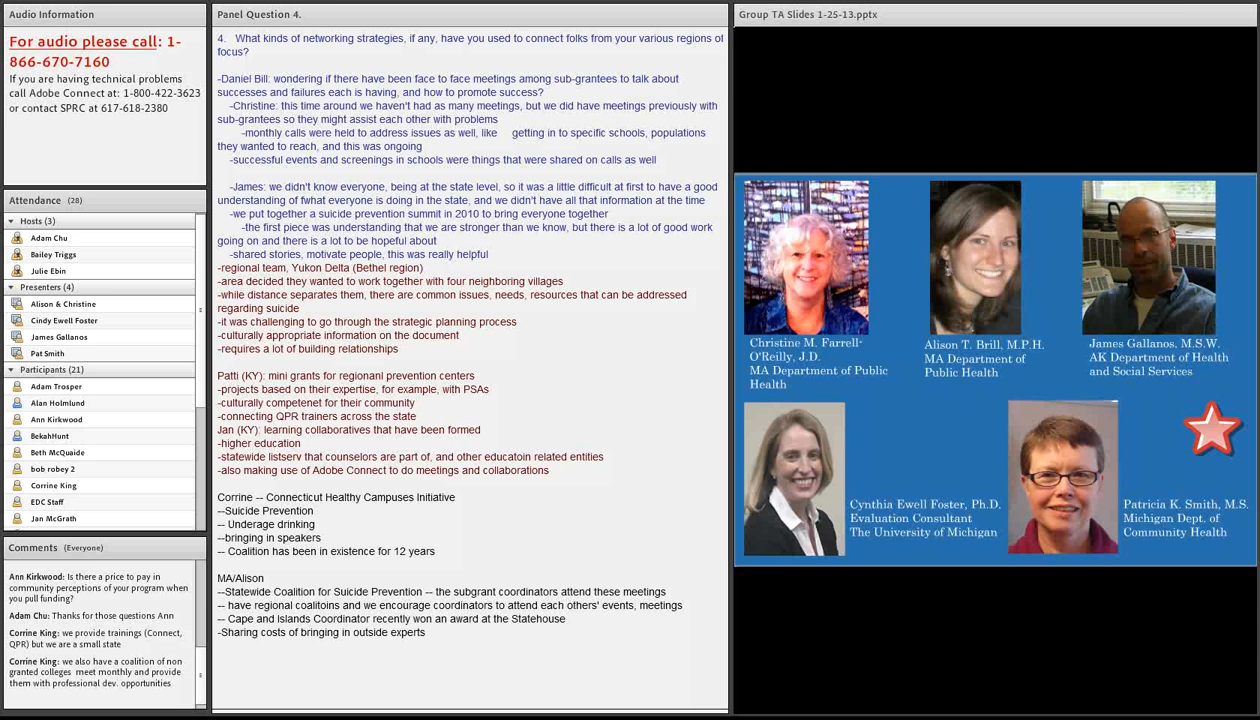 Audio Information
For audio please call: 1-
866-670-7160
If you are having technical problems
call Adobe Connect at: 1-800-422-3623
or contact SPRC at 617-618-2380
Attendance (28)
Hosts (3)
Adam Chu
Bailey Triggs
Julie Ebin
Presenters (4)
Alison & Christine
Cindy Ewell Foster
James Gallanos
Pat Smith
Participants (21)
Adam Trosper
Alan Holmlund
Ann Kirkwood
BekahHunt
Beth McQuaide
bob robey 2
Corrine King
EDC Staff
Jan McGrath
Comments (Everyone)
Ann Kirkwood: Is there a price to pay in
community perceptions of your program when
you pull funding?
Adam Chu: Thanks for those questions Ann
Corrine King: we provide trainings (Connect,
QPR) but we are a small state
Corrine King: we also have a coalition of non
granted colleges meet monthly and provide
them with professional dev. opportunities
Panel Question 4.
4. What kinds of networking strategies, if any, have you used to connect folks from your various regions of
focus?
-Daniel Bill: wondering if there have been face to face meetings among sub-grantees to talk about
successes and failures each is having, and how to promote success?
-Christine: this time around we haven't had as many meetings, but we did have meetings previously with
sub-grantees so they might assist each other with problems
-monthly calls were held to address issues as well, like getting in to specific schools, populations
they wanted to reach, and this was ongoing
-successful events and screenings in schools were things that were shared on calls as well
-James: we didn't know everyone, being at the state level, so it was a little difficult at first to have a good
understanding of fwhat everyone is doing in the state, and we didn't have all that information at the time
-we put together a suicide prevention summit in 2010 to bring everyone together
-the first piece was understanding that we are stronger than we know, but there is a lot of good work
going on and there is a lot to be hopeful about
-shared stories, motivate people, this was really helpful
-regional team, Yukon Delta (Bethel region)
-area decided they wanted to work together with four neighboring villages
-while distance separates them, there are common issues, needs, resources that can be addressed
regarding suicide
-it was challenging to go through the strategic planning process
-culturally appropriate information on the document
-requires a lot of building relationships
Patti (KY): mini grants for regionanl prevention centers
-projects based on their expertise, for example, with PSAs
-culturally competenet for their community
-connecting QPR trainers across the state
Jan (KY): learning collaboratives that have been formed
-higher education
-statewide listserv that counselors are part of, and other educatoin related entities
-also making use of Adobe Connect to do meetings and collaborations
Corrine -- Connecticut Healthy Campuses Initiative
--Suicide Prevention
-- Underage drinking
--bringing in speakers
-- Coalition has been in existence for 12 years
MA/Alison
--Statewide Coalition for Suicide Prevention -- the subgrant coordinators attend these meetings
-- have regional coalitoins and we encourage coordinators to attend each others' events, meetings
-- Cape and Islands Coordinator recently won an award at the Statehouse
-Sharing costs of bringing in outside experts
Group TA Slides 1-25-13.pptx
Christine M. Farrell-
O'Reilly, J.D.
MA Department of Public
Health
Alison T. Brill, M.P.H.
MA Department of
Public Health
James Gallanos, M.S.W.
AK Department of Health
and Social Services
Cynthia Ewell Foster, Ph.D.
Evaluation Consultant
The University of Michigan
Patricia K. Smith, M.S.
Michigan Dept. of
Community Health